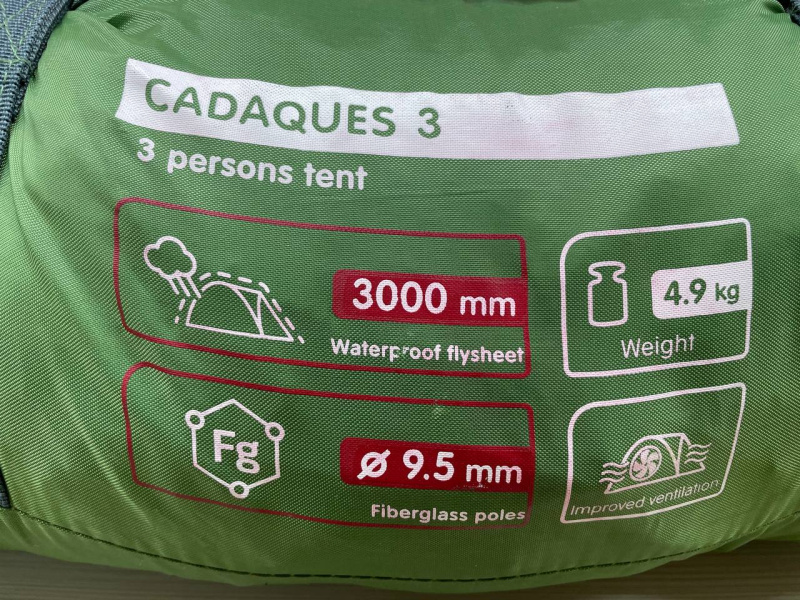 CADAQUES 3
3 persons tent
3000 mm
Waterproof flysheet
4.9 kg
Weight
Fg
ø 9.5 mm
Fiberglass poles
Improved ventilation